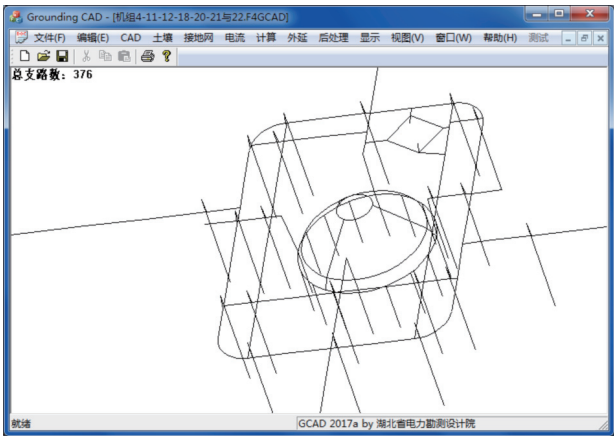 Grounding CAD - [机组4-11-12-18-20-21与22.F4GCAD]
文件(F) 编辑(E) CAD 土壤 接地网 电流 计算 外延 后处理 显示 视图(V) 窗口(W) 帮助(H) 测试
总支路数: 376
就绪 GCAD 2017a by 湖北省电力勘测设计院